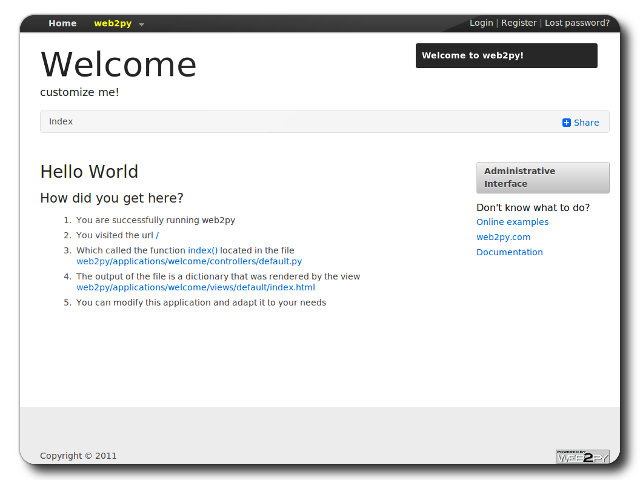 Home web2py Login | Register | Lost password?
Welcome
Welcome to web2py!
customize me!
Index Share
Hello World
How did you get here?
1. You are successfully running web2py
2. You visited the url /
3. Which called the function index() located in the file
web2py/applications/welcome/controllers/default.py
4. The output of the file is a dictionary that was rendered by the view
web2py/applications/welcome/views/default/index.html
5. You can modify this application and adapt it to your needs
Administrative
Interface
Don't know what to do?
Online examples
web2py.com
Documentation
Copyright © 2011
POWERED BY
WEB2PY